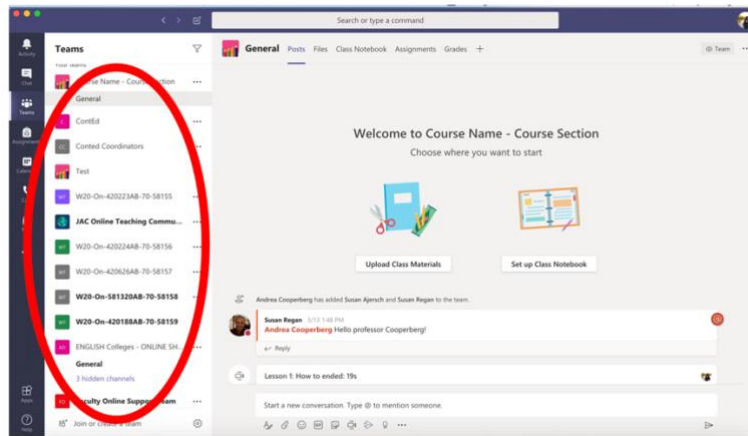 Search or type a command
Activity
Chat
Teams
Assignments
Apps
Help
Teams
Your teams
Course Name - Course Section
General
ContEd
Conted Coordinators
Test
W20-On-420223AB-70-58155
JAC Online Teaching Commu...
W20-On-420224AB-70-58156
W20-On-420626AB-70-58157
W20-On-581320AB-70-58158
W20-On-420188AB-70-58159
ENGLISH Colleges - ONLINE SH...
General
3 hidden channels
Faculty Online Support Team
Join or create a team
General Posts Files Class Notebook Assignments Grades +
Team
Welcome to Course Name - Course Section
Choose where you want to start
Upload Class Materials
Set up Class Notebook
Andrea Cooperberg has added Susan Ajersch and Susan Regan to the team.
Susan Regan 3/13 1:48 PM
Andrea Cooperberg Hello professor Cooperberg!
Reply
Lesson 1: How to ended: 19s
Start a new conversation. Type @ to mention someone.